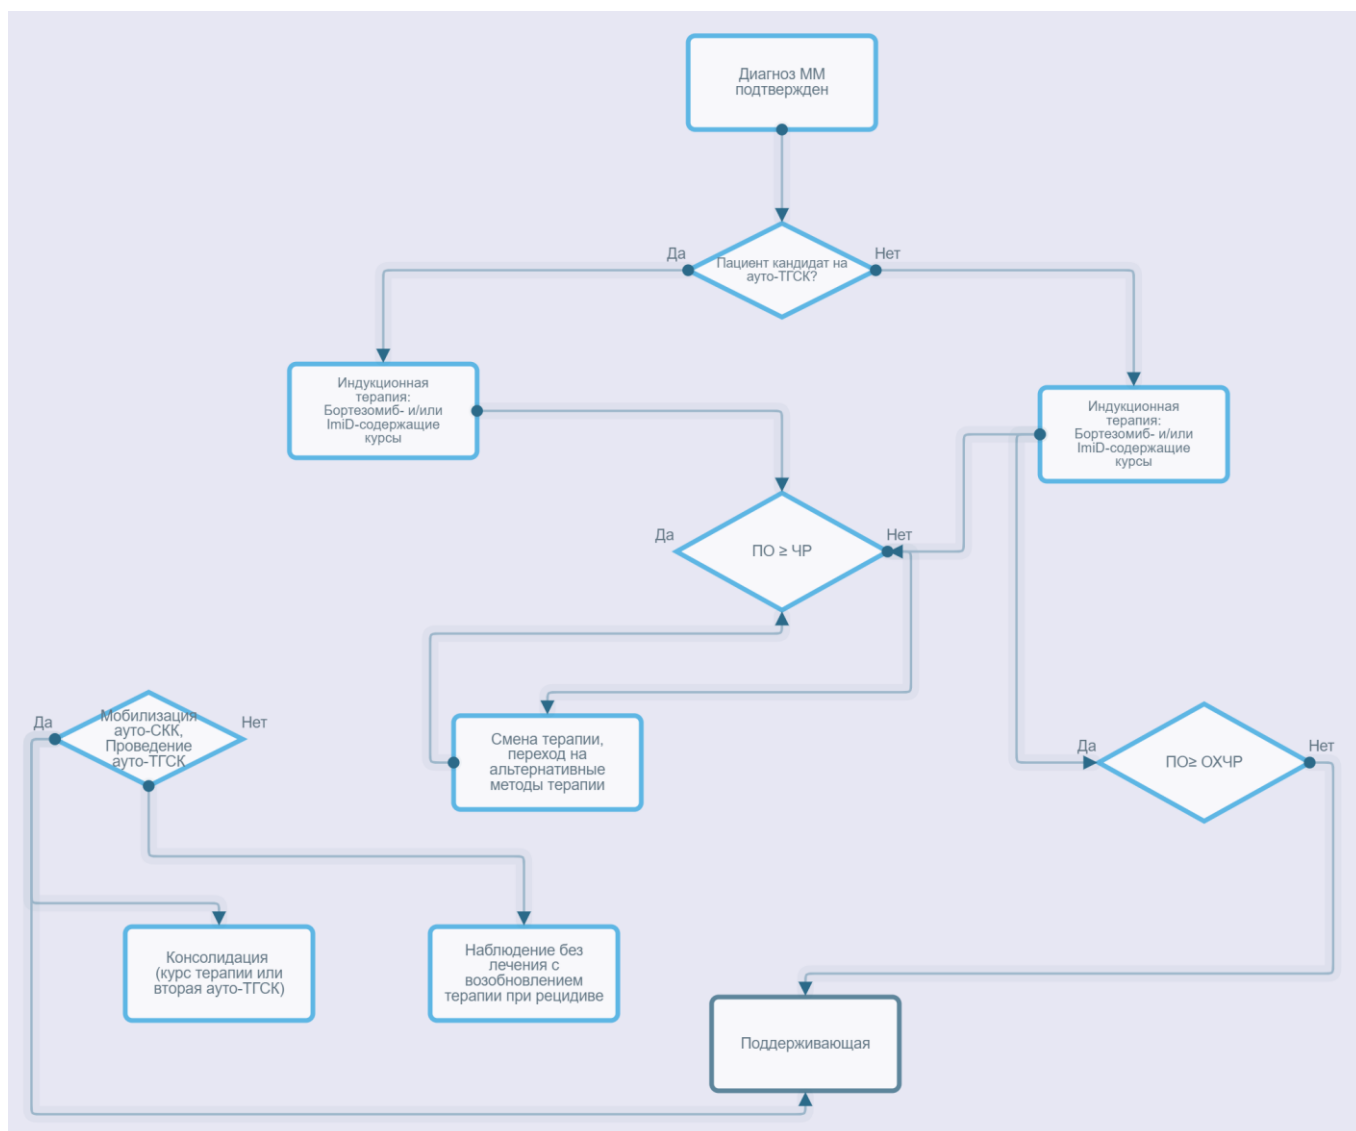 Диагноз ММ
подтвержден
Да
Нет
Пациент кандидат на
ауто-ТГСК?
Индукционная
терапия:
Бортезомиб- и/или
ImiD-содержащие
курсы
Индукционная
терапия:
Бортезомиб- и/или
ImiD-содержащие
курсы
Да
Нет
ПО ≥ ЧР
Да
Нет
Мобилизация
ауто-СКК,
Проведение
ауто-ТГСК
Смена терапии,
переход на
альтернативные
методы терапии
Да
Нет
ПО≥ ОХЧР
Консолидация
(курс терапии или
вторая ауто-ТГСК)
Наблюдение без
лечения с
возобновлением
терапии при рецидиве
Поддерживающая